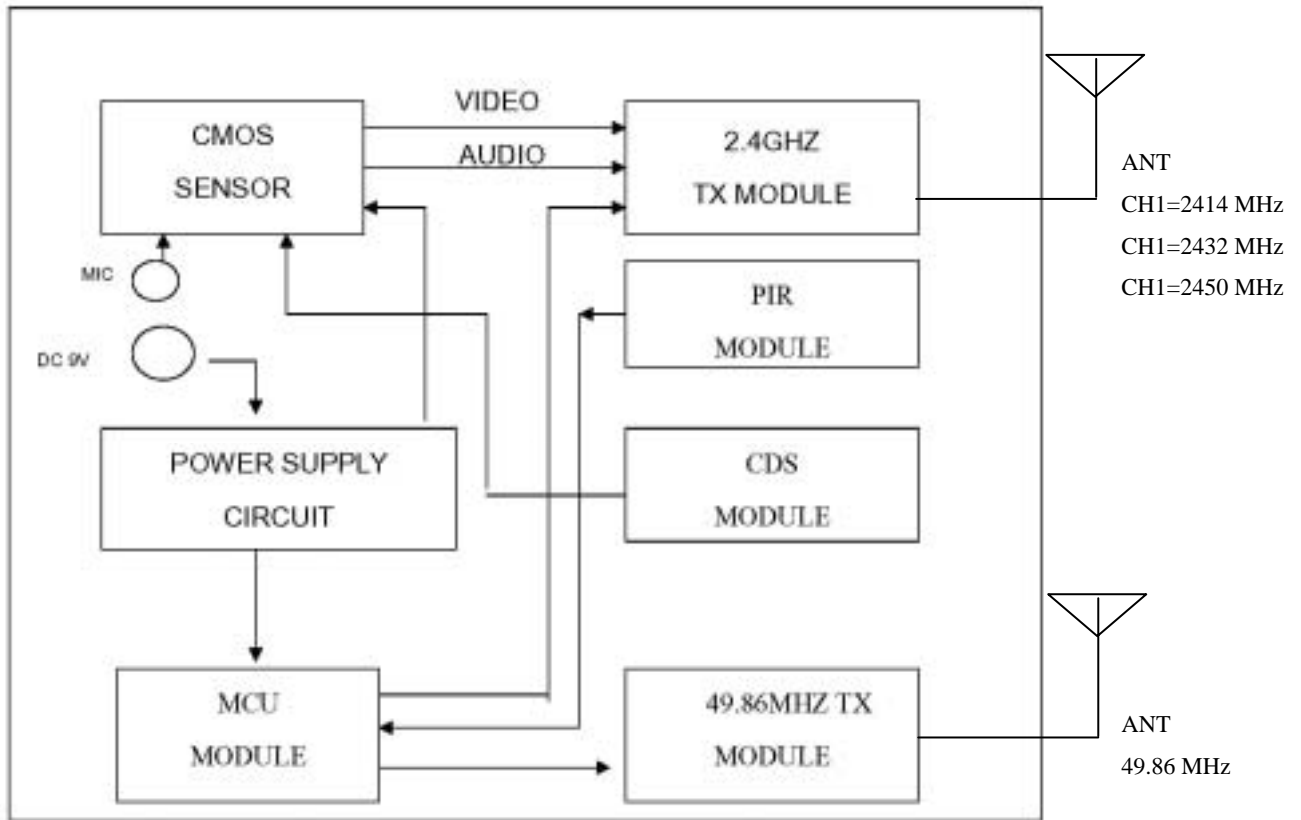 VIDEO
AUDIO
CMOS
SENSOR
2.4GHZ
TX MODULE
ANT
CH1=2414 MHz
CH1=2432 MHz
CH1=2450 MHz
MIC
PIR
MODULE
DC 9V
POWER SUPPLY
CIRCUIT
CDS
MODULE
MCU
MODULE
49.86MHZ TX
MODULE
ANT
49.86 MHz